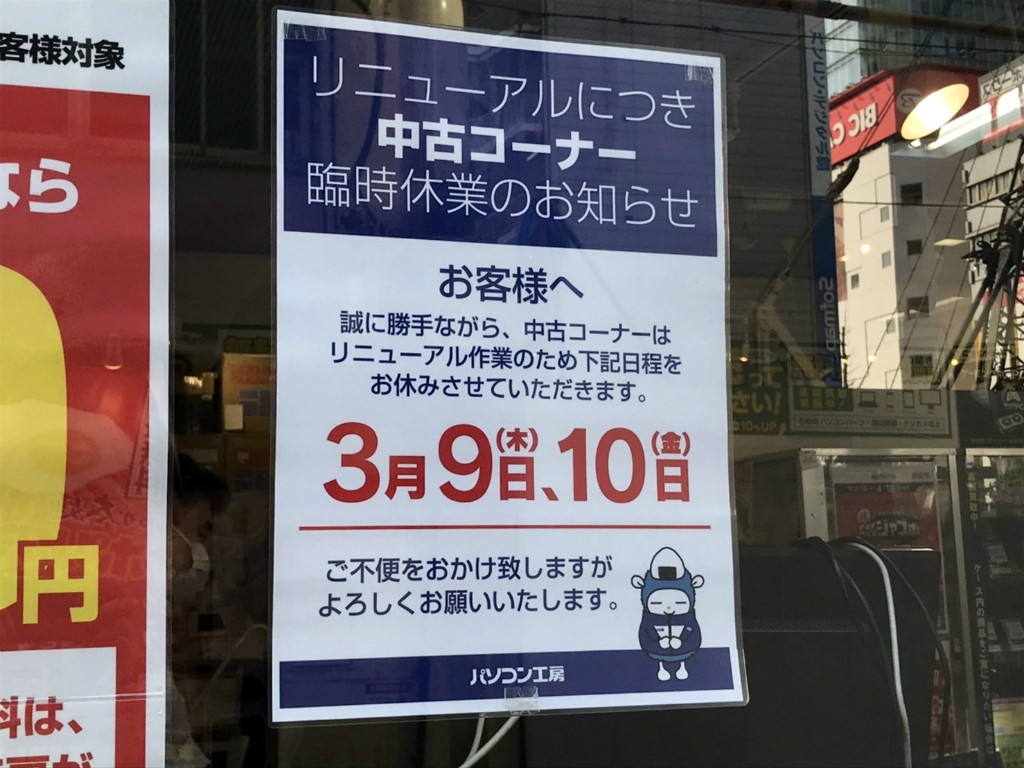 客様対象
なら
円
料は、
リニューアルにつき
中古コーナー
臨時休業のお知らせ
お客様へ
誠に勝手ながら、中古コーナーは
リニューアル作業のため下記日程を
お休みさせていただきます。
3月9日(木)、10日(金)
ご不便をおかけ致しますが
よろしくお願いいたします。
パソコン工房
BIC C
Sofmap